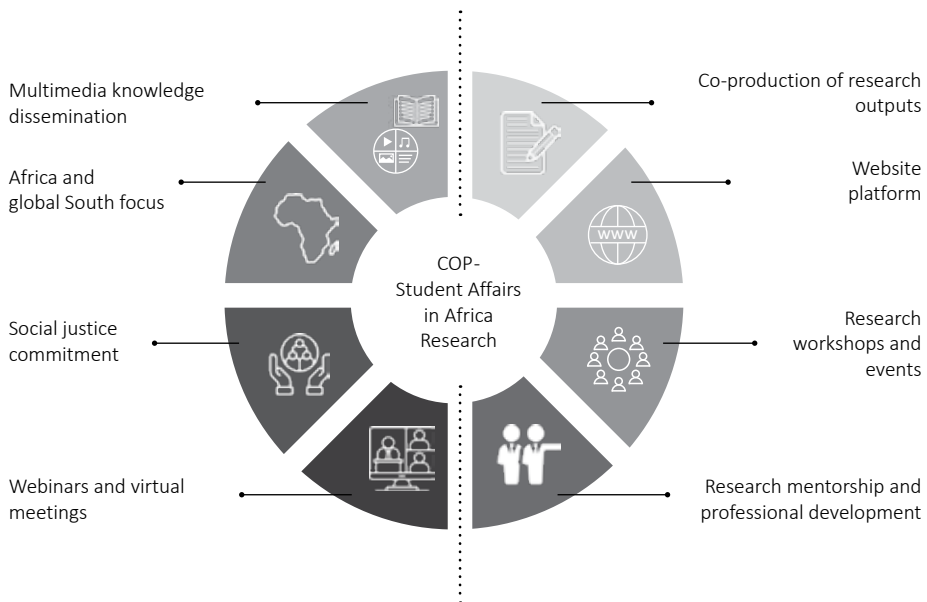 Multimedia knowledge
dissemination
Africa and
global South focus
Social justice
commitment
Webinars and virtual
meetings
COP-
Student Affairs
in Africa
Research
Co-production of research
outputs
Website
platform
WWW
Research
workshops and
events
Research mentorship and
professional development